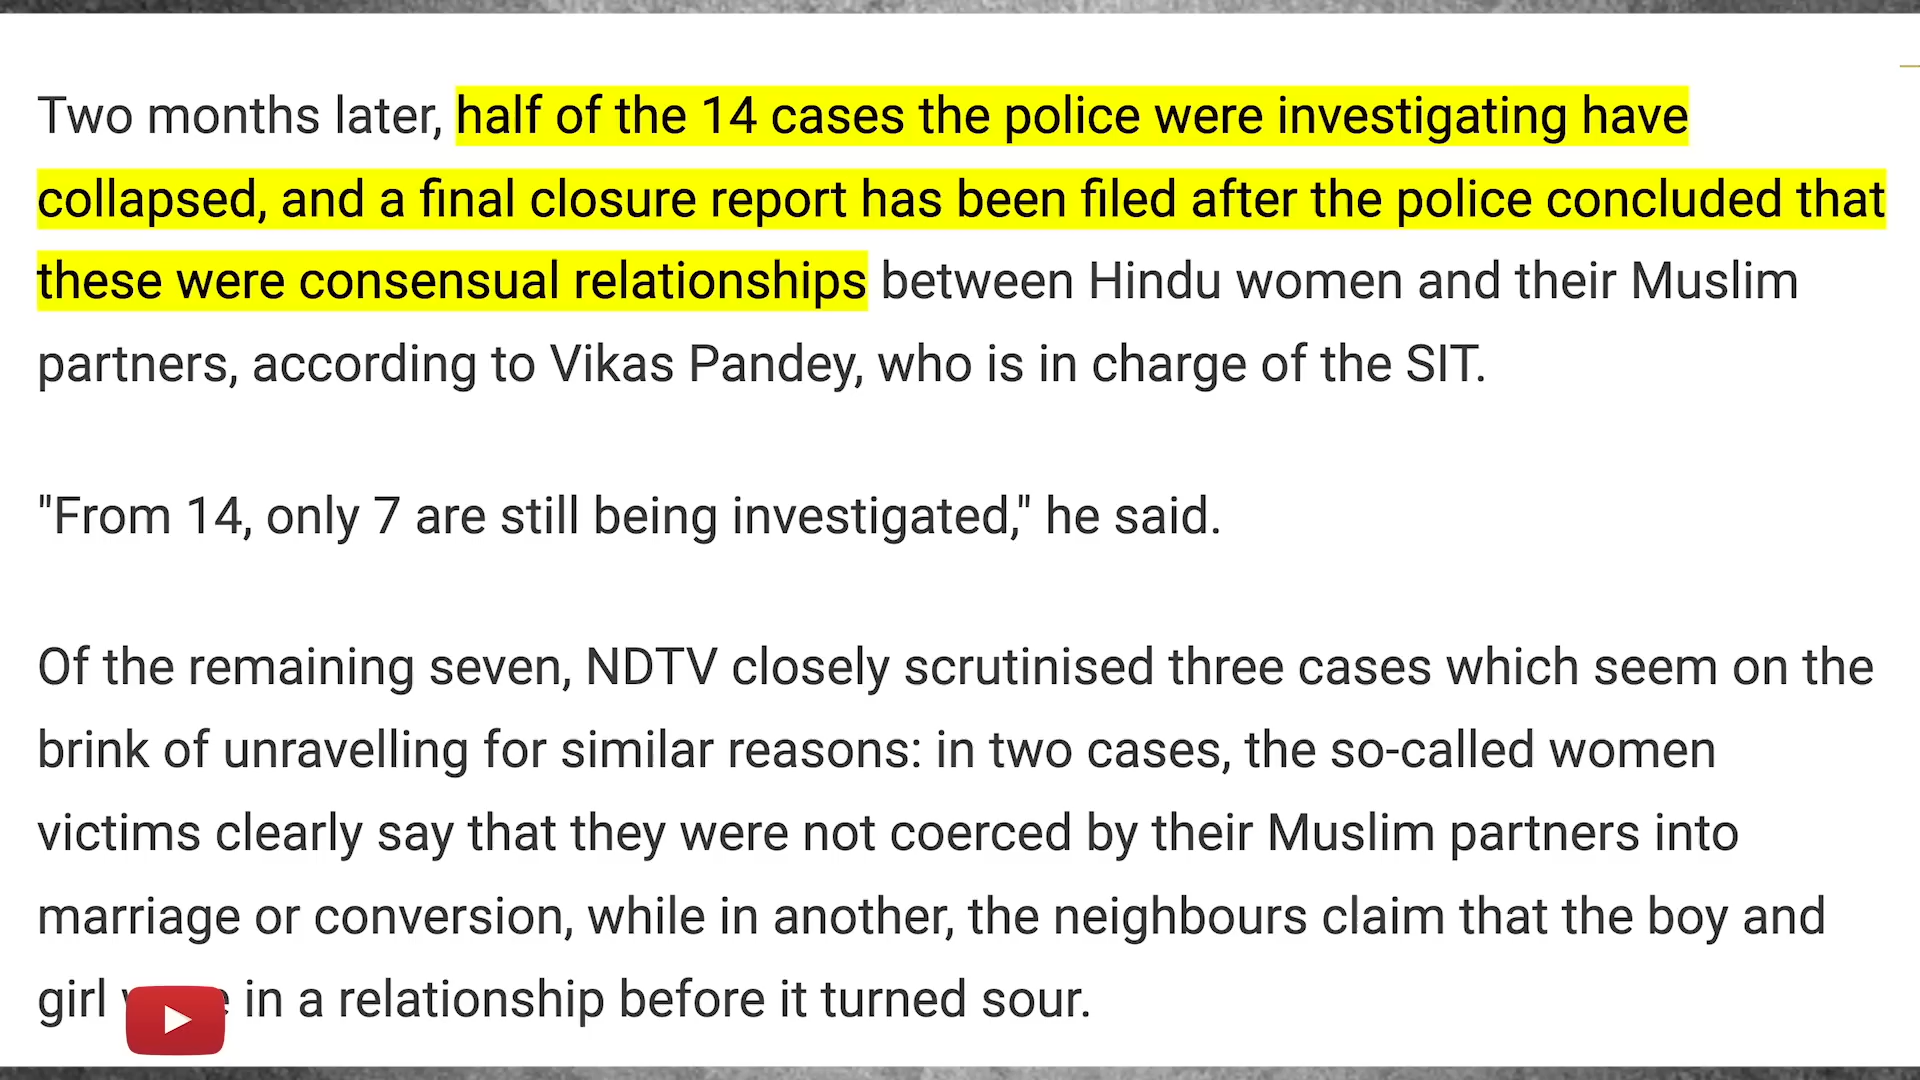 Two months later, half of the 14 cases the police were investigating have
collapsed, and a final closure report has been filed after the police concluded that
these were consensual relationships between Hindu women and their Muslim
partners, according to Vikas Pandey, who is in charge of the SIT.
"From 14, only 7 are still being investigated," he said.
Of the remaining seven, NDTV closely scrutinised three cases which seem on the
brink of unravelling for similar reasons: in two cases, the so-called women
victims clearly say that they were not coerced by their Muslim partners into
marriage or conversion, while in another, the neighbours claim that the boy and
girl in a relationship before it turned sour.